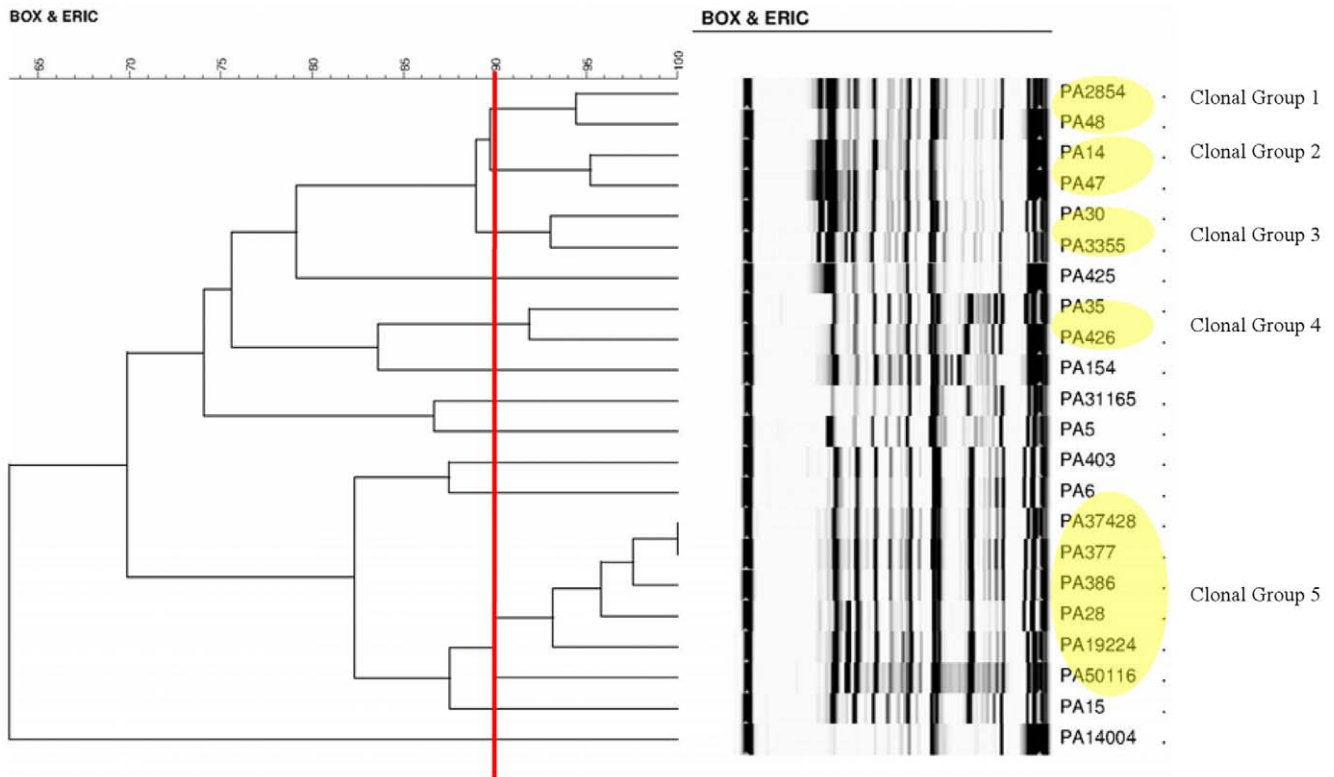 BOX & ERIC
BOX & ERIC
65 70 75 80 85 90 95 100
PA2854 . Clonal Group 1
PA48 .
PA14 . Clonal Group 2
PA47 .
PA30 .
PA3355 . Clonal Group 3
PA425 .
PA35 .
PA426 . Clonal Group 4
PA154 .
PA31165 .
PA5 .
PA403 .
PA6 .
PA37428 .
PA377 .
PA386 . Clonal Group 5
PA28 .
PA19224 .
PA50116 .
PA15 .
PA14004 .